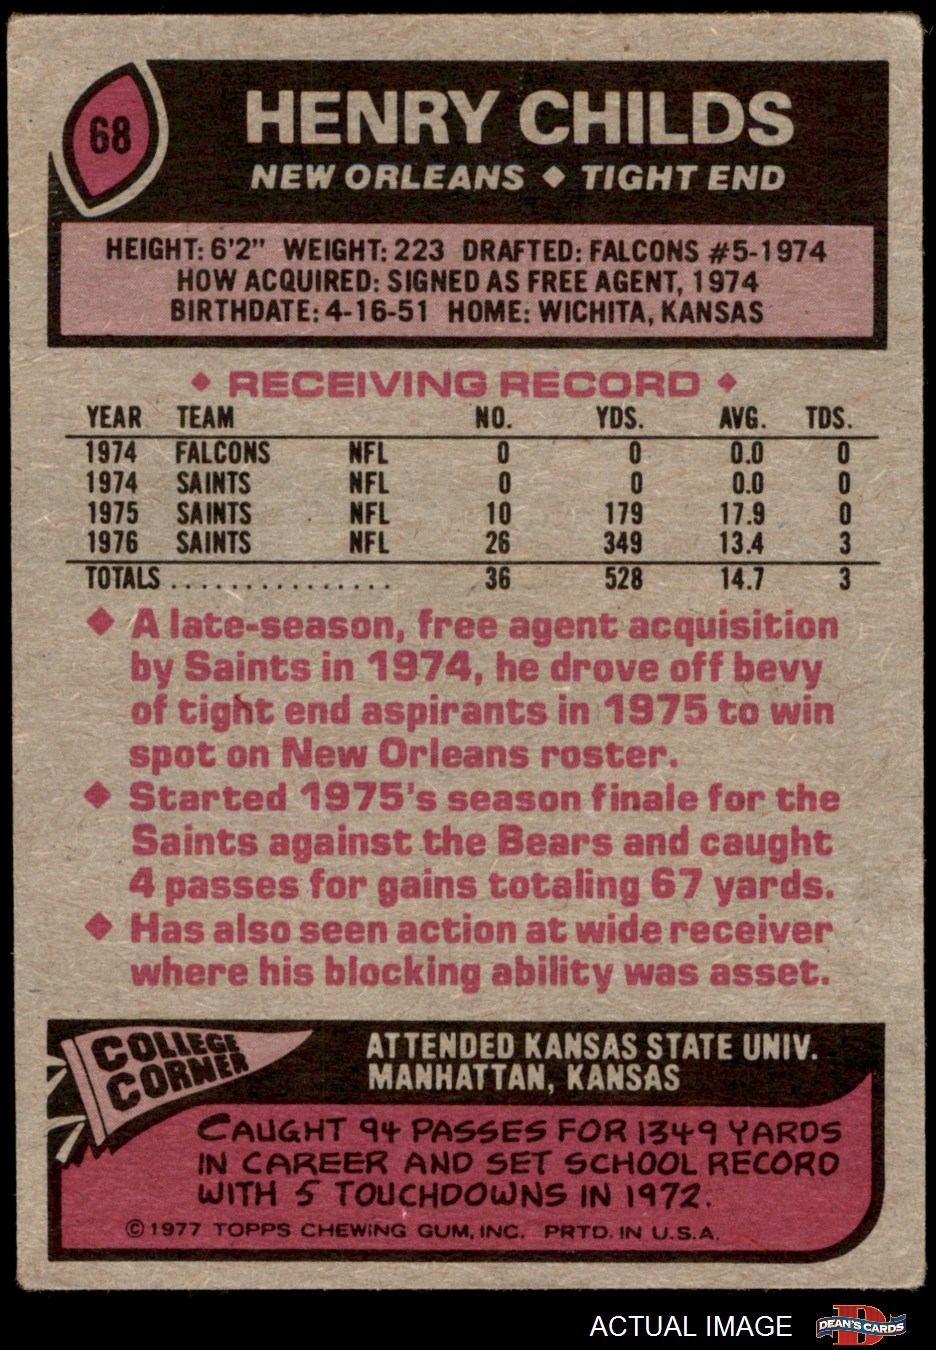 68
HENRY CHILDS
NEW ORLEANS ◆ TIGHT END
HEIGHT: 6'2" WEIGHT: 223 DRAFTED: FALCONS #5-1974
HOW ACQUIRED: SIGNED AS FREE AGENT, 1974
BIRTHDATE: 4-16-51 HOME: WICHITA, KANSAS
◆ RECEIVING RECORD ◆
YEAR TEAM NO. YDS. AVG. TDS.
1974 FALCONS NFL 0 0 0.0 0
1974 SAINTS NFL 0 0 0.0 0
1975 SAINTS NFL 10 179 17.9 0
1976 SAINTS NFL 26 349 13.4 3
TOTALS . . . . . . . . . . . . . . . 36 528 14.7 3
◆ A late-season, free agent acquisition
by Saints in 1974, he drove off bevy
of tight end aspirants in 1975 to win
spot on New Orleans roster.
◆ Started 1975's season finale for the
Saints against the Bears and caught
4 passes for gains totaling 67 yards.
◆ Has also seen action at wide receiver
where his blocking ability was asset.
COLLEGE
CORNER
ATTENDED KANSAS STATE UNIV.
MANHATTAN, KANSAS
CAUGHT 94 PASSES FOR 1349 YARDS
IN CAREER AND SET SCHOOL RECORD
WITH 5 TOUCHDOWNS IN 1972.
©1977 TOPPS CHEWING GUM, INC. PRTD. IN U.S.A.
ACTUAL IMAGE
D
DEAN'S CARDS